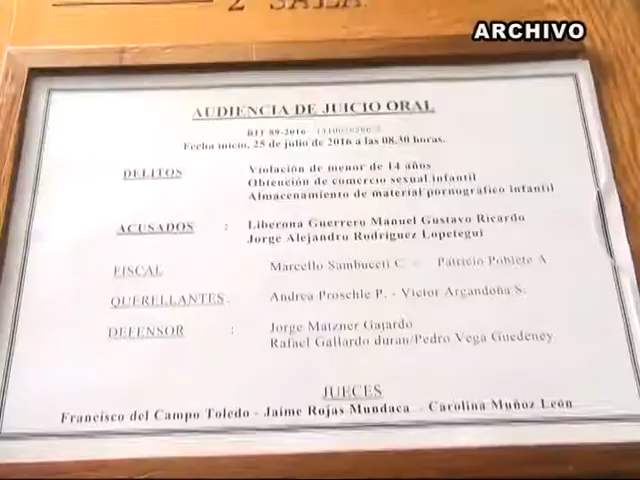 2 SALA
ARCHIVO
AUDIENCIA DE JUICIO ORAL
RIT 89-2016
Fecha inicio, 25 de julio de 2016 a las 08.30 horas.
DELITOS Violación de menor de 14 años
Obtención de comercio sexual infantil
Almacenamiento de material pornográfico infantil
ACUSADOS : Liberona Guerrero Manuel Gustavo Ricardo
Jorge Alejandro Rodriguez Lopetegui
FISCAL Marcello Sambuceti C - Patricio Poblete A
QUERELLANTES : Andrea Proschle P. - Victor Argandoña S.
DEFENSOR : Jorge Matzner Gajardo
Rafael Gallardo duran/Pedro Vega Guedeney
JUECES
Francisco del Campo Toledo - Jaime Rojas Mundaca - Carolina Muñoz León